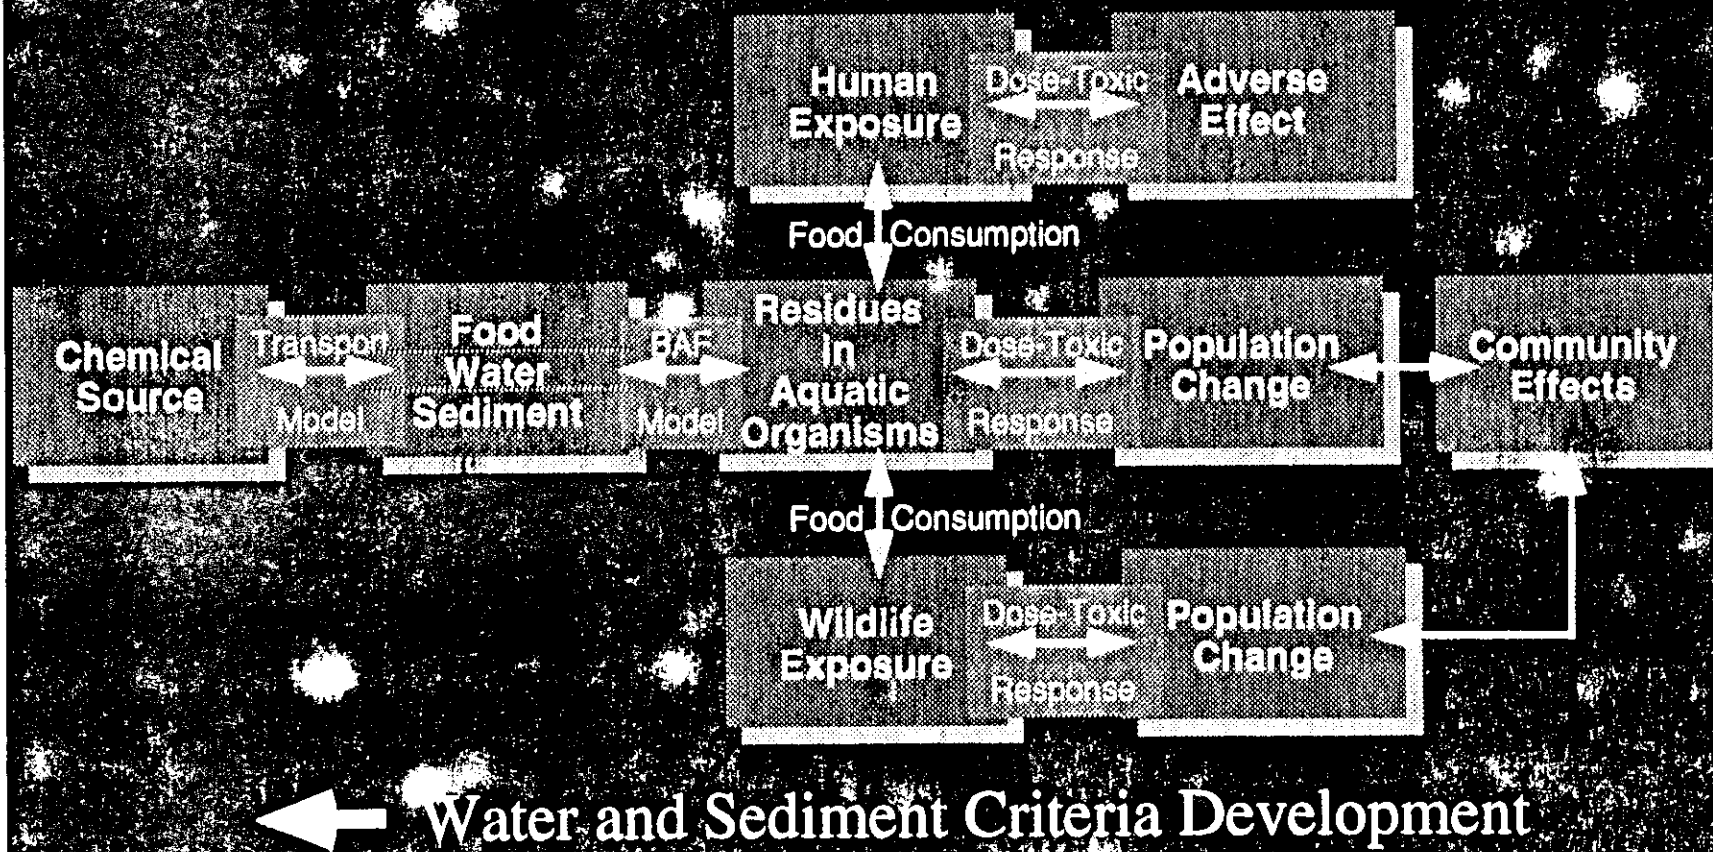 Human
Exposure
Dose-Toxic
Response
Adverse
Effect
Food Consumption
Chemical
Source
Transport
Model
Food
Water
Sediment
BAF
Model
Residues
in
Aquatic
Organisms
Dose-Toxic
Response
Population
Change
Community
Effects
Food Consumption
Wildlife
Exposure
Dose-Toxic
Response
Population
Change
Water and Sediment Criteria Development